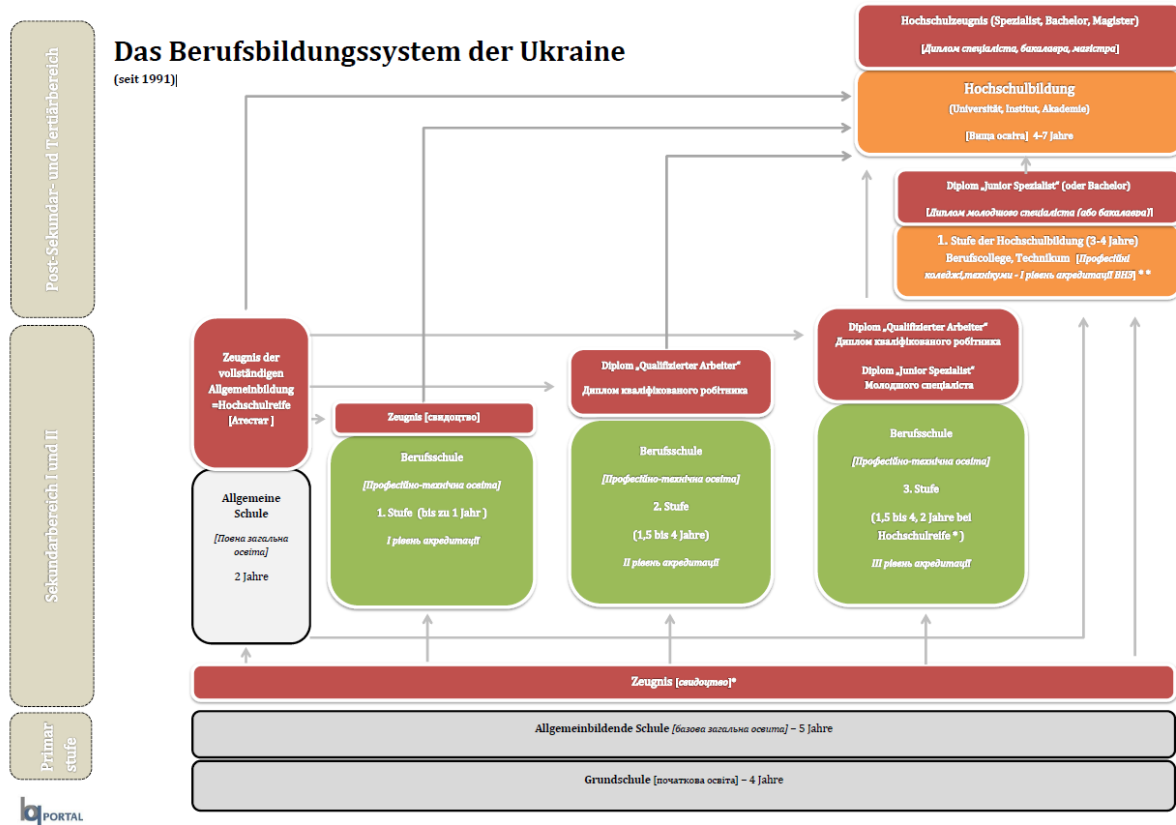 Das Berufsbildungssystem der Ukraine
(seit 1991)
Post-Sekundar- und Tertiärbereich
Sekundarbereich I und II
Primar
stufe
Hochschulzeugnis (Spezialist, Bachelor, Magister)
[Диплом спеціаліста, бакалавра, магістра]
Hochschulbildung
(Universität, Institut, Akademie)
[Вища освіта] 4-7 Jahre
Diplom „Junior Spezialist“ (oder Bachelor)
[Диплом молодшого спеціаліста (або бакалавра)]
1. Stufe der Hochschulbildung (3-4 Jahre)
Berufscollege, Technikum [Професійні
коледжі,технікуми - І рівень акредитації ВНЗ] * *
Zeugnis der
vollständigen
Allgemeinbildung
=Hochschulreife
[Атестат ]
Allgemeine
Schule
[Повна загальна
освіта]
2 Jahre
Zeugnis [свидоцтво]
Berufsschule
[Професійно-технічна освіта]
1. Stufe (bis zu 1 Jahr )
І рівень акредитації
Diplom „Qualifizierter Arbeiter“
Диплом кваліфікованого робітника
Berufsschule
[Професійно-технічна освіта]
2. Stufe
(1,5 bis 4 Jahre)
ІІ рівень акредитації
Diplom „Qualifizierter Arbeiter“
Диплом кваліфікованого робітника
Diplom „Junior Spezialist“
Молодшого спеціаліста
Berufsschule
[Професійно-технічна освіта]
3. Stufe
(1,5 bis 4, 2 Jahre bei
Hochschulreife * )
ІІІ рівень акредитації
Zeugnis [свидоцтво]*
Allgemeinbildende Schule [базова загальна освита] – 5 Jahre
Grundschule [початкова освіта] – 4 Jahre
bq PORTAL